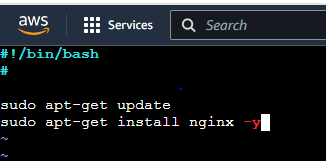 aws
Services
Search
#!/bin/bash
#
sudo apt-get update
sudo apt-get install nginx -y
~
~